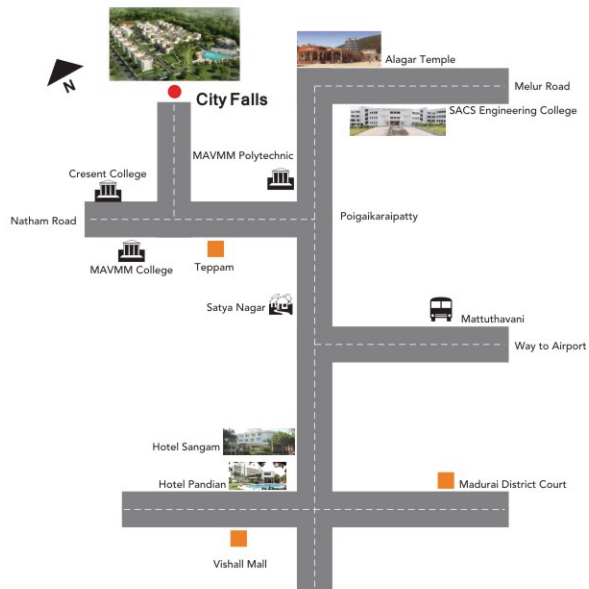 Alagar Temple
N
City Falls
Melur Road
SACS Engineering College
MAVMM Polytechnic
Cresent College
Natham Road
Poigaikaraipatty
MAVMM College
Teppam
Satya Nagar
Mattuthavani
Way to Airport
Hotel Sangam
Hotel Pandian
Madurai District Court
Vishall Mall